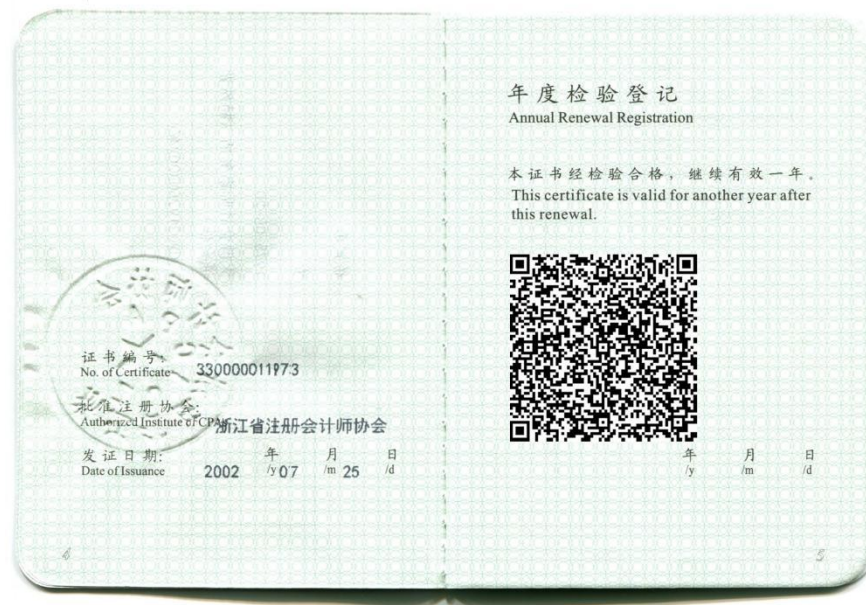 证书编号:
No. of Certificate
330000011973
批准注册协会:
Authorized Institute of CPAs
浙江省注册会计师协会
发证日期: 年 月 日
Date of Issuance 2002 /y 07 /m 25 /d
年度检验登记
Annual Renewal Registration
本证书经检验合格，继续有效一年。
This certificate is valid for another year after
this renewal.
年 月 日
/y /m /d
5